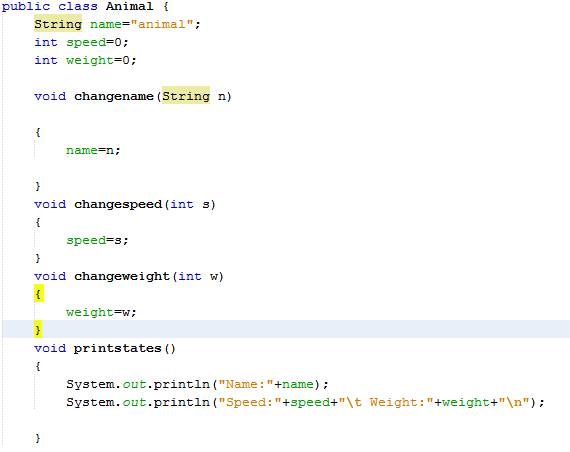 public class Animal {
String name="animal";
int speed=0;
int weight=0;
void changename(String n)
{
name=n;
}
void changespeed(int s)
{
speed=s;
}
void changeweight(int w)
{
weight=w;
}
void printstates()
{
System.out.println("Name:"+name);
System.out.println("Speed:"+speed+"\t Weight:"+weight+"\n");
}